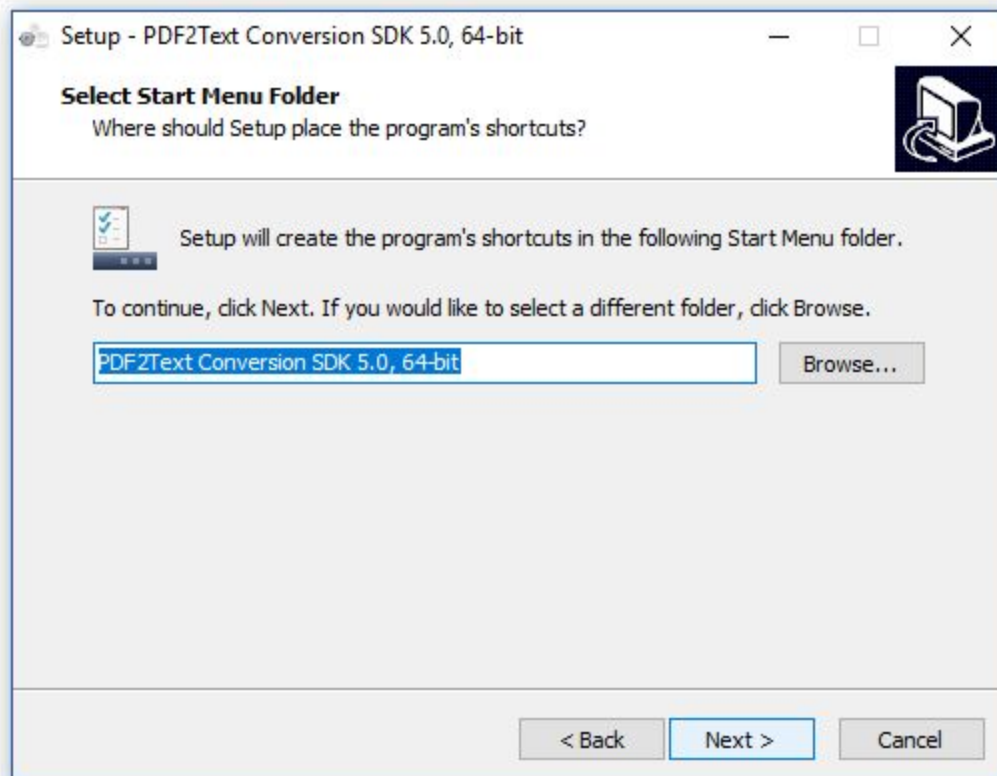 Setup - PDF2Text Conversion SDK 5.0, 64-bit
Select Start Menu Folder
Where should Setup place the program's shortcuts?
Setup will create the program's shortcuts in the following Start Menu folder.
To continue, click Next. If you would like to select a different folder, click Browse.
PDF2Text Conversion SDK 5.0, 64-bit
Browse...
< Back
Next >
Cancel